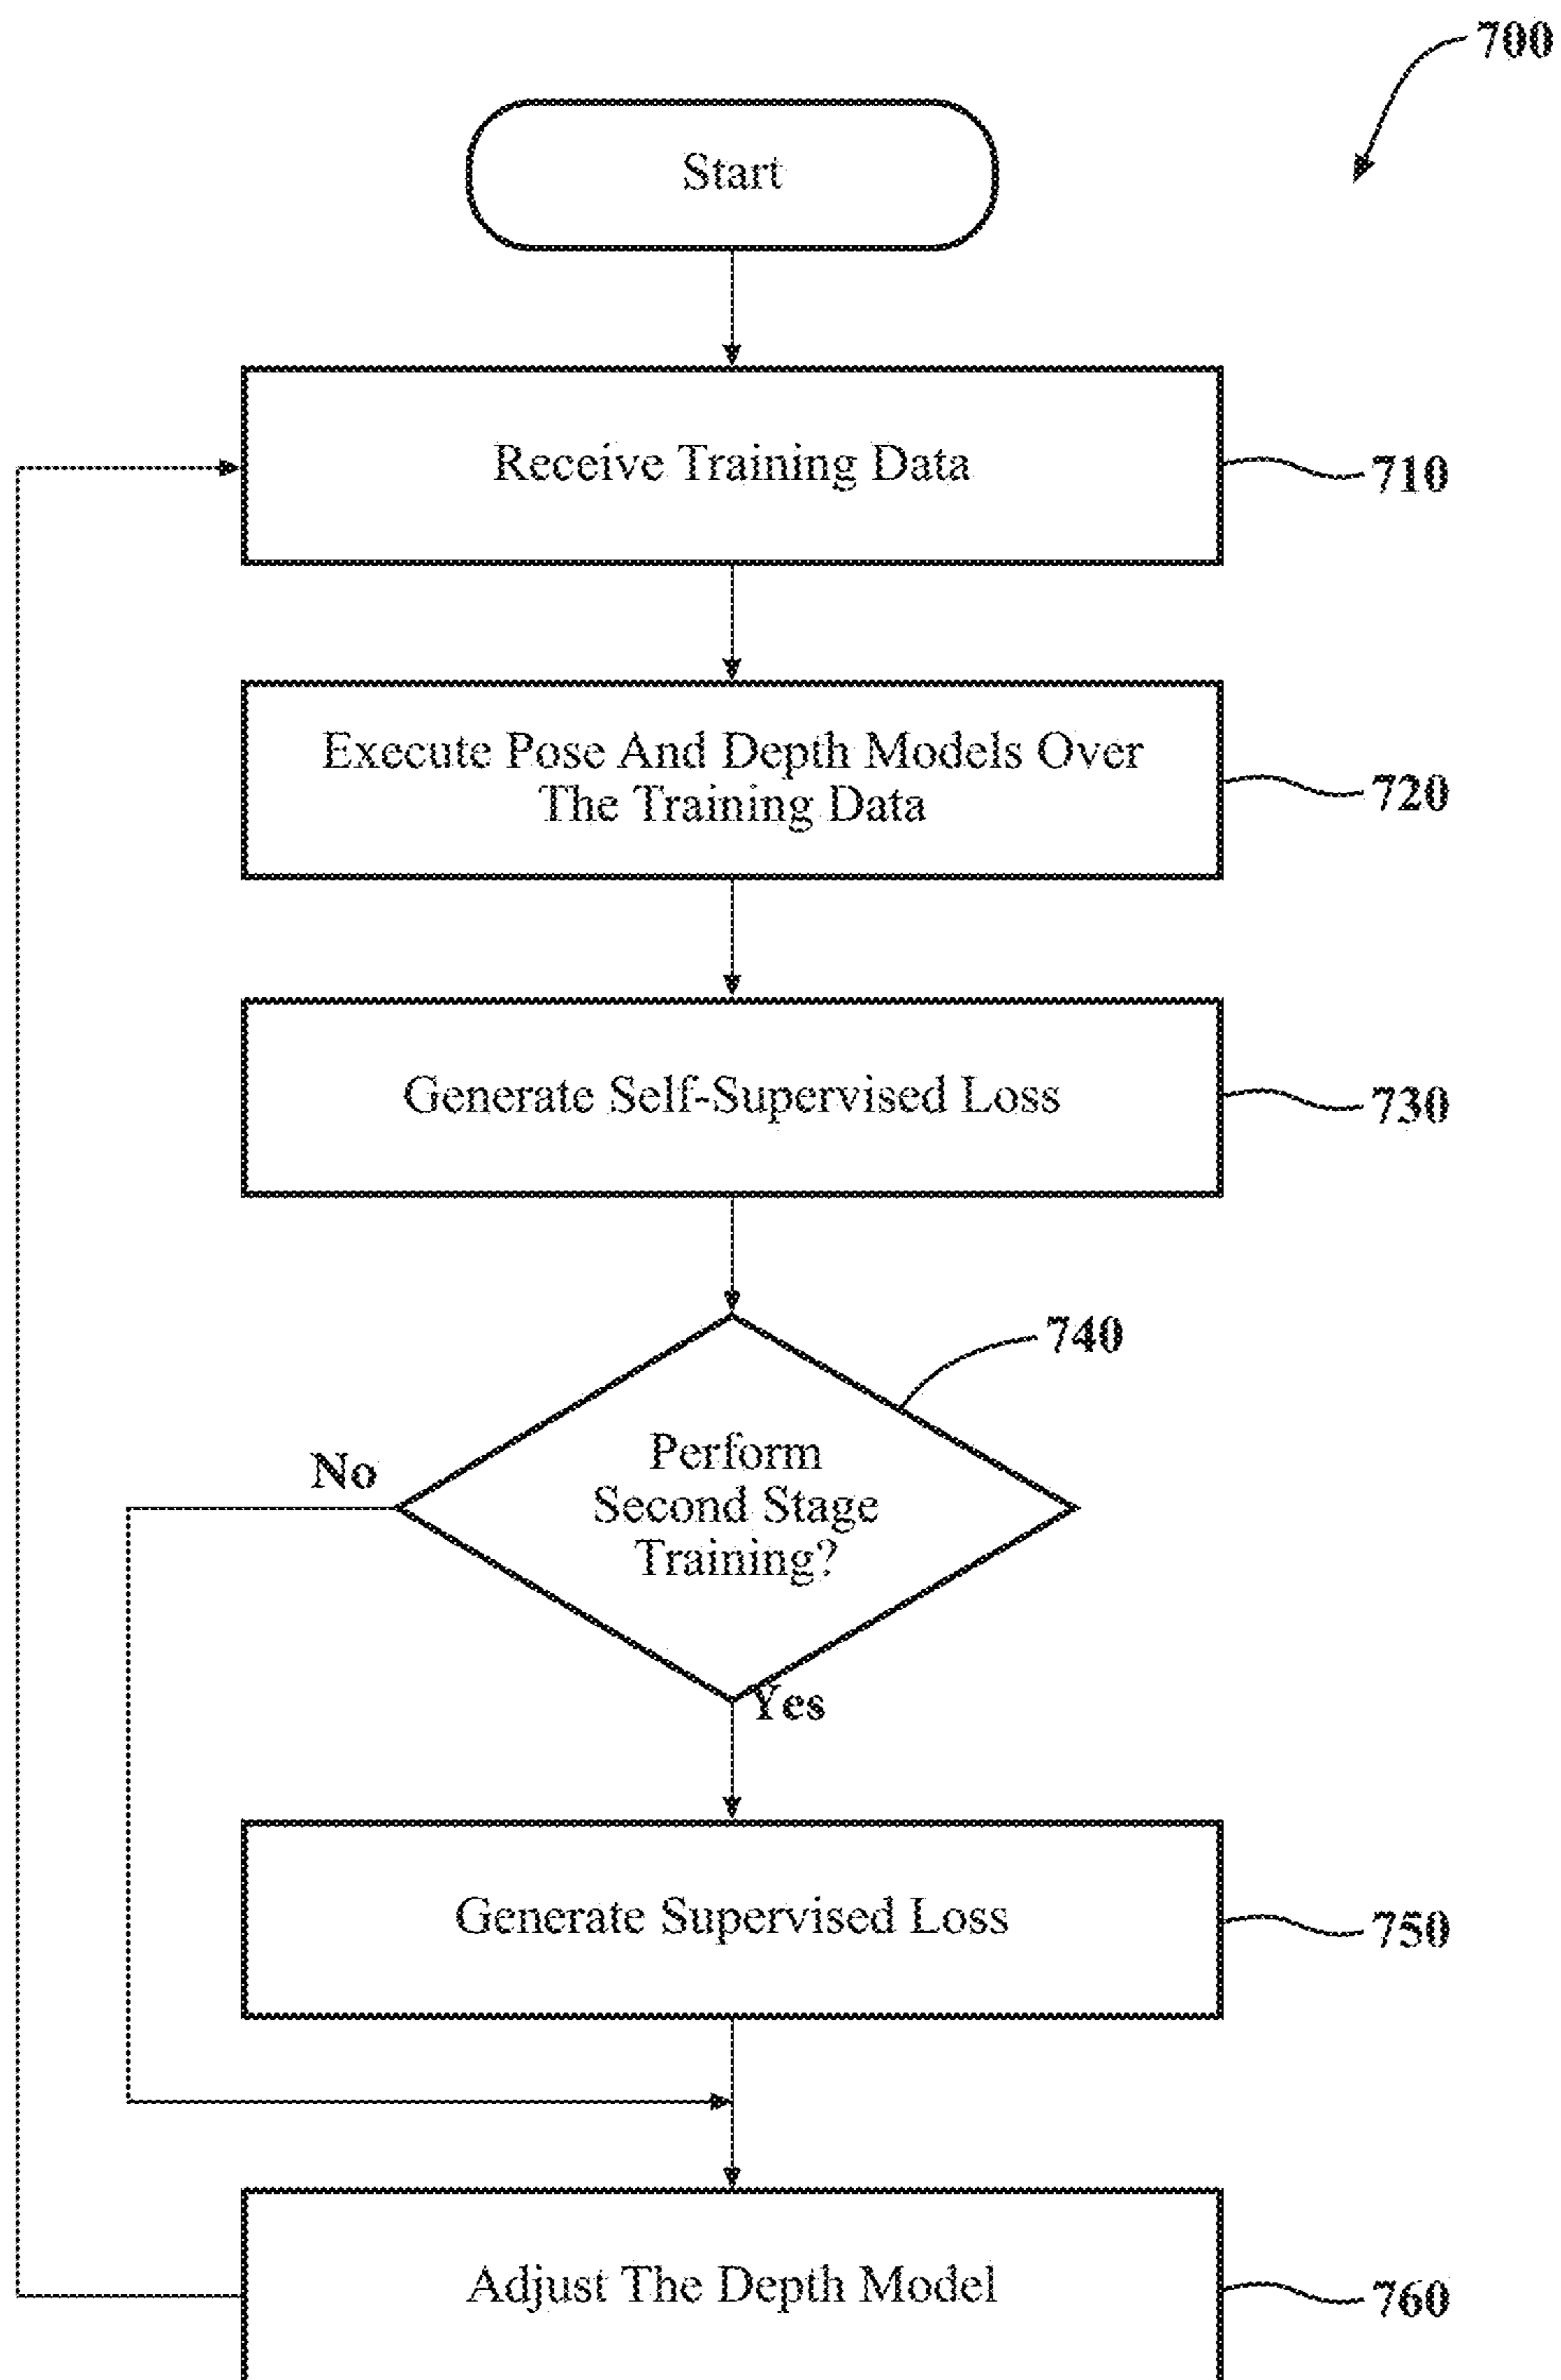 700
Start
Receive Training Data
710
Execute Pose And Depth Models Over
The Training Data
720
Generate Self-Supervised Loss
730
740
Perform
Second Stage
Training?
No
Yes
Generate Supervised Loss
750
Adjust The Depth Model
760